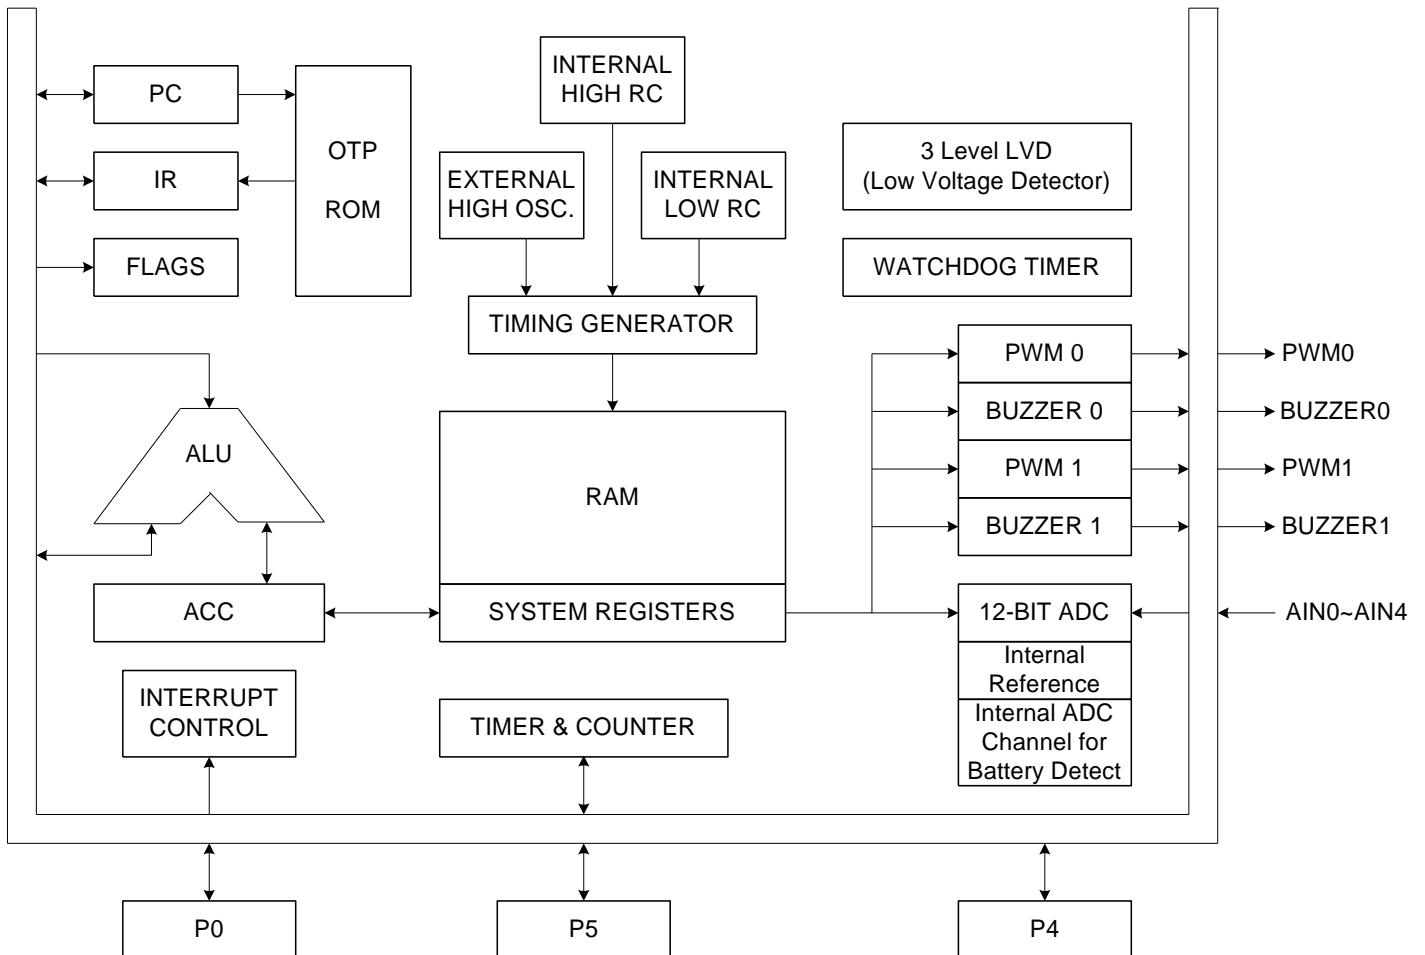 PC
IR
FLAGS
OTP
ROM
INTERNAL
HIGH RC
EXTERNAL
HIGH OSC.
INTERNAL
LOW RC
TIMING GENERATOR
3 Level LVD
(Low Voltage Detector)
WATCHDOG TIMER
ALU
ACC
RAM
SYSTEM REGISTERS
PWM 0
BUZZER 0
PWM 1
BUZZER 1
12-BIT ADC
Internal
Reference
Internal ADC
Channel for
Battery Detect
PWM0
BUZZER0
PWM1
BUZZER1
AIN0~AIN4
INTERRUPT
CONTROL
TIMER & COUNTER
P0
P5
P4